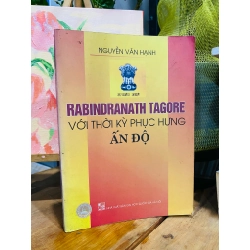 NGUYỄN VĂN HẠNH
RABINDRANATH TAGORE
VỚI THỜI KỲ PHỤC HƯNG
ẤN ĐỘ